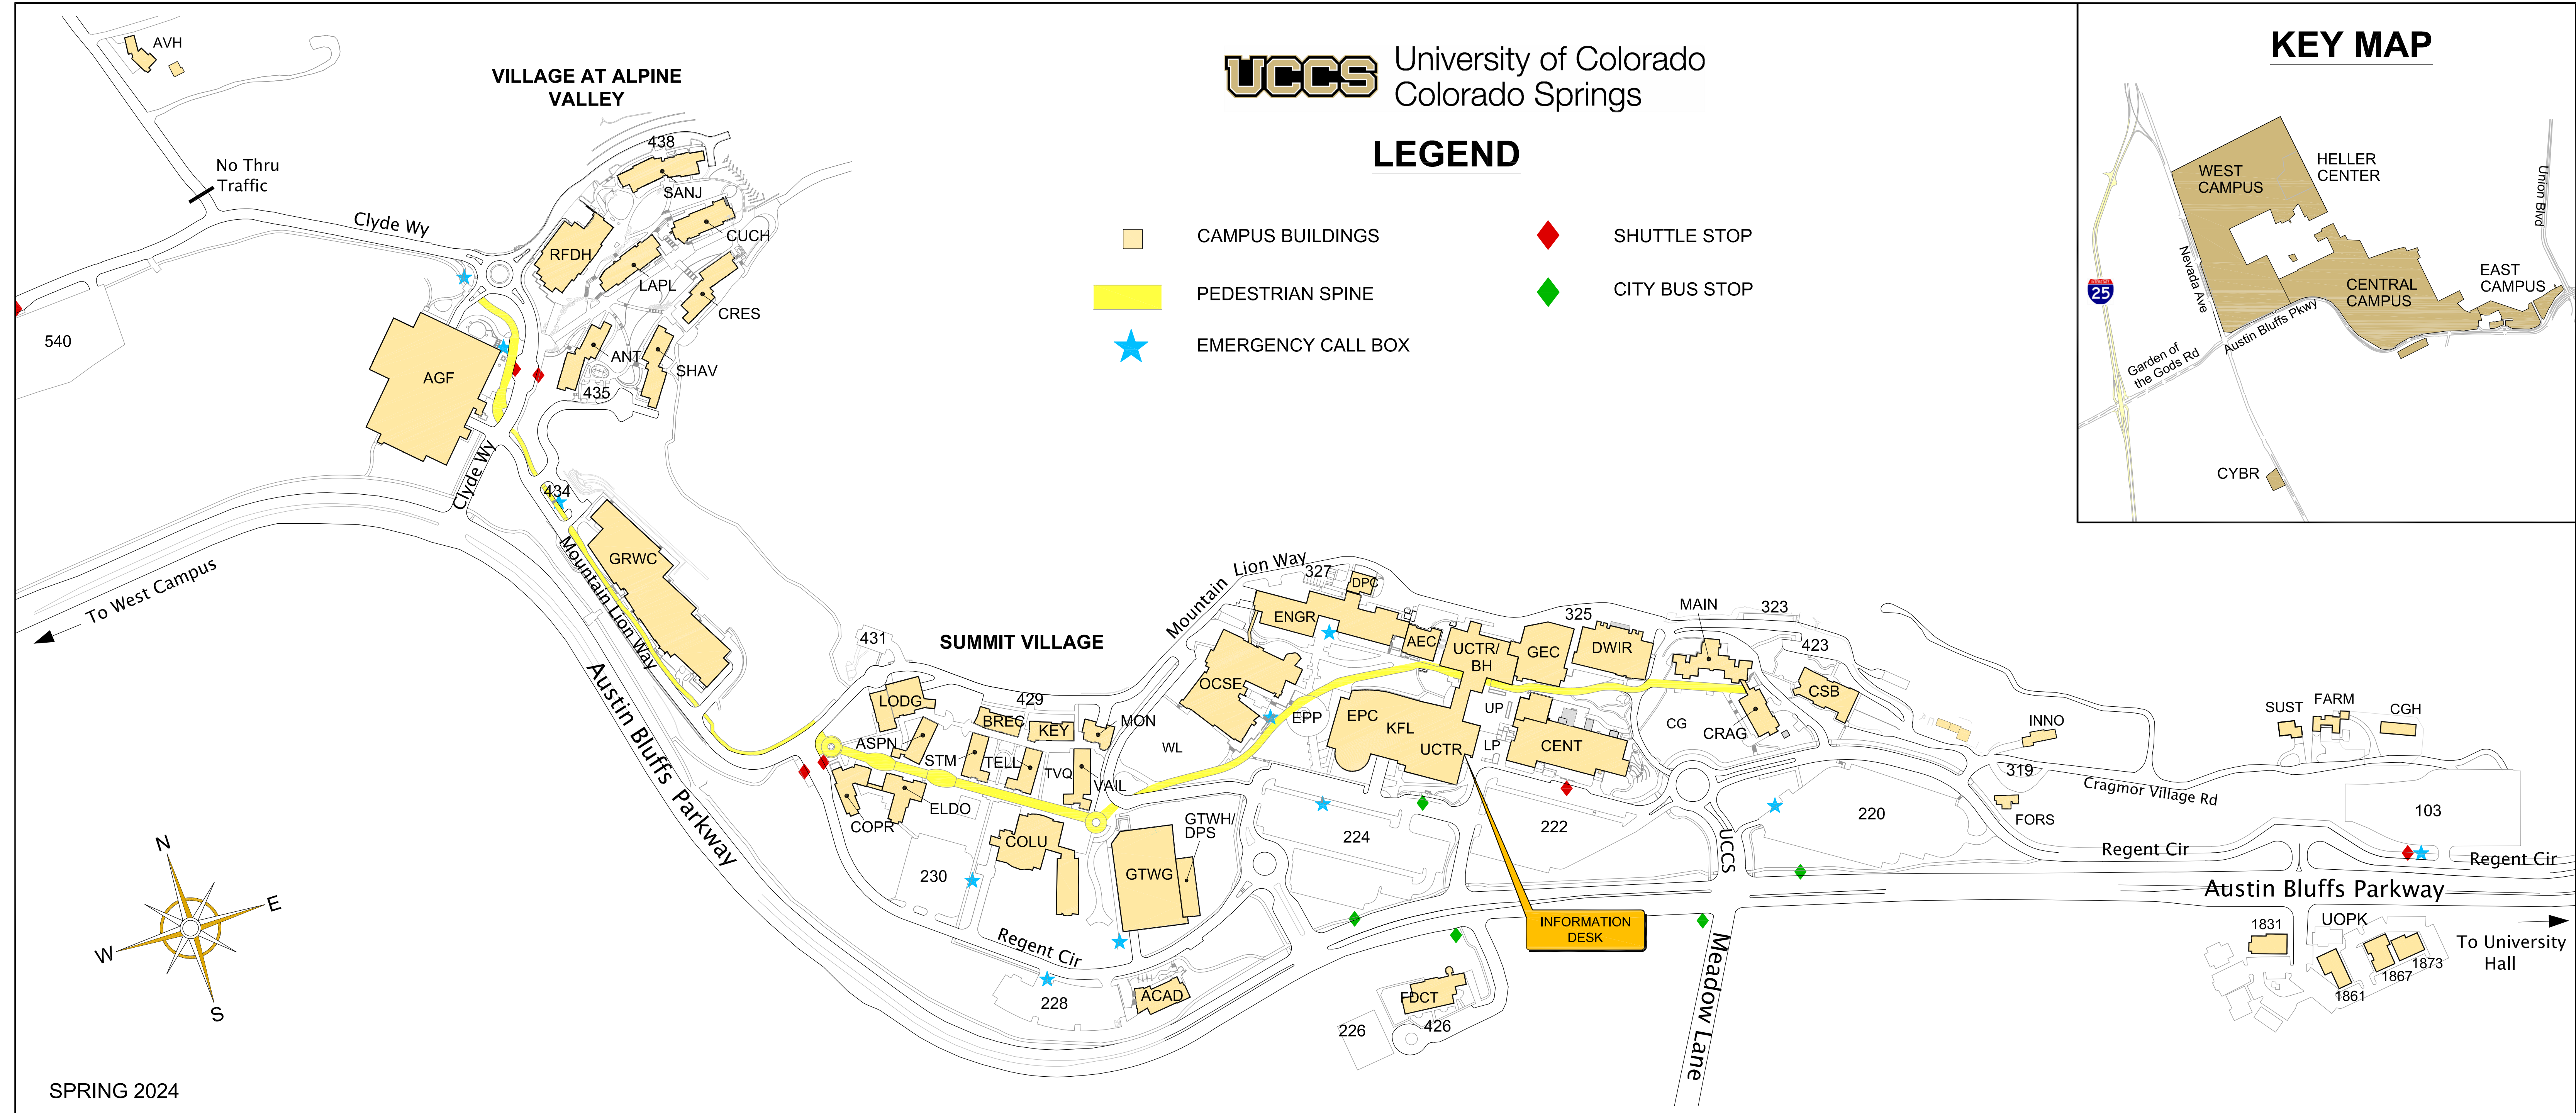 AVH
VILLAGE AT ALPINE
VALLEY
No Thru
Traffic
Clyde Wy
438
SANJ
CUCH
RFDH
LAPL
CRES
ANT
SHAV
435
540
AGF
Clyde Wy
434
GRWC
Mountain Lion Way
To West Campus
Austin Bluffs Parkway
UCCS
University of Colorado
Colorado Springs
LEGEND
CAMPUS BUILDINGS
SHUTTLE STOP
PEDESTRIAN SPINE
CITY BUS STOP
EMERGENCY CALL BOX
KEY MAP
WEST
CAMPUS
HELLER
CENTER
Union Blvd
Nevada Ave
25
CENTRAL
CAMPUS
EAST
CAMPUS
Garden of
the Gods Rd
Austin Bluffs Pkwy
CYBR
431
SUMMIT VILLAGE
LODG
429
BREC
KEY
MON
ASPN
STM
TELL
TVQ
VAIL
COPR
ELDO
COLU
230
GTWH/
DPS
GTWG
Regent Cir
228
ACAD
Mountain Lion Way
327
DPC
ENGR
AEC
UCTR/
BH
GEC
325
DWIR
MAIN
323
423
OCSE
EPP
WL
EPC
KFL
UCTR
UP
LP
CENT
CG
CRAG
CSB
224
222
UCCS
220
INFORMATION
DESK
FDCT
226
426
Meadow Lane
INNO
319
FORS
SUST
FARM
CGH
Cragmor Village Rd
103
Regent Cir
Regent Cir
Austin Bluffs Parkway
1831
UOPK
1861
1867
1873
To University
Hall
N
E
W
S
SPRING 2024